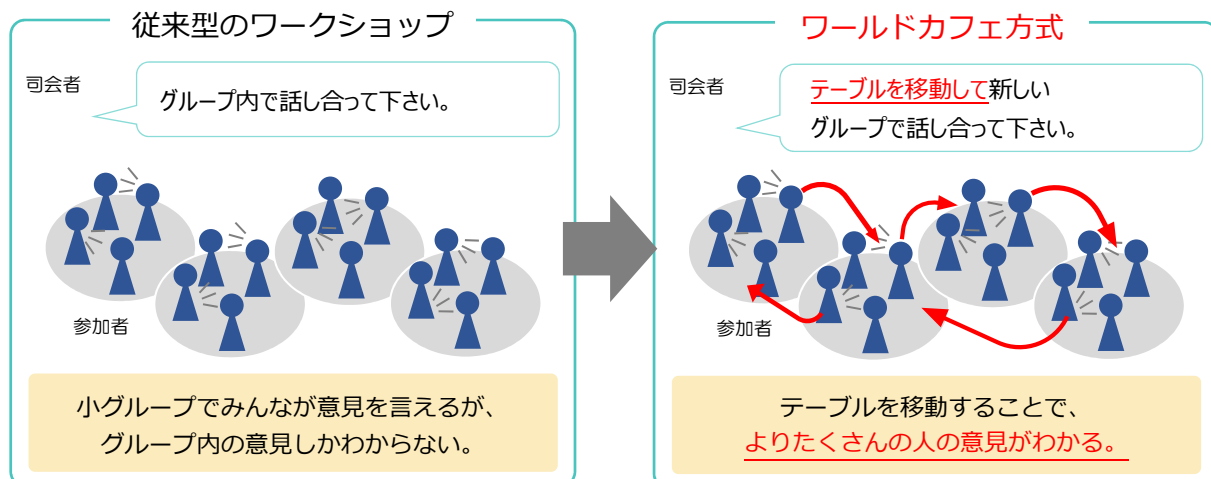 従来型のワークショップ
司会者
グループ内で話し合って下さい。
参加者
小グループでみんなが意見を言えるが、
グループ内の意見しかわからない。
ワールドカフェ方式
司会者
テーブルを移動して新しい
グループで話し合って下さい。
参加者
テーブルを移動することで、
よりたくさんの人の意見がわかる。